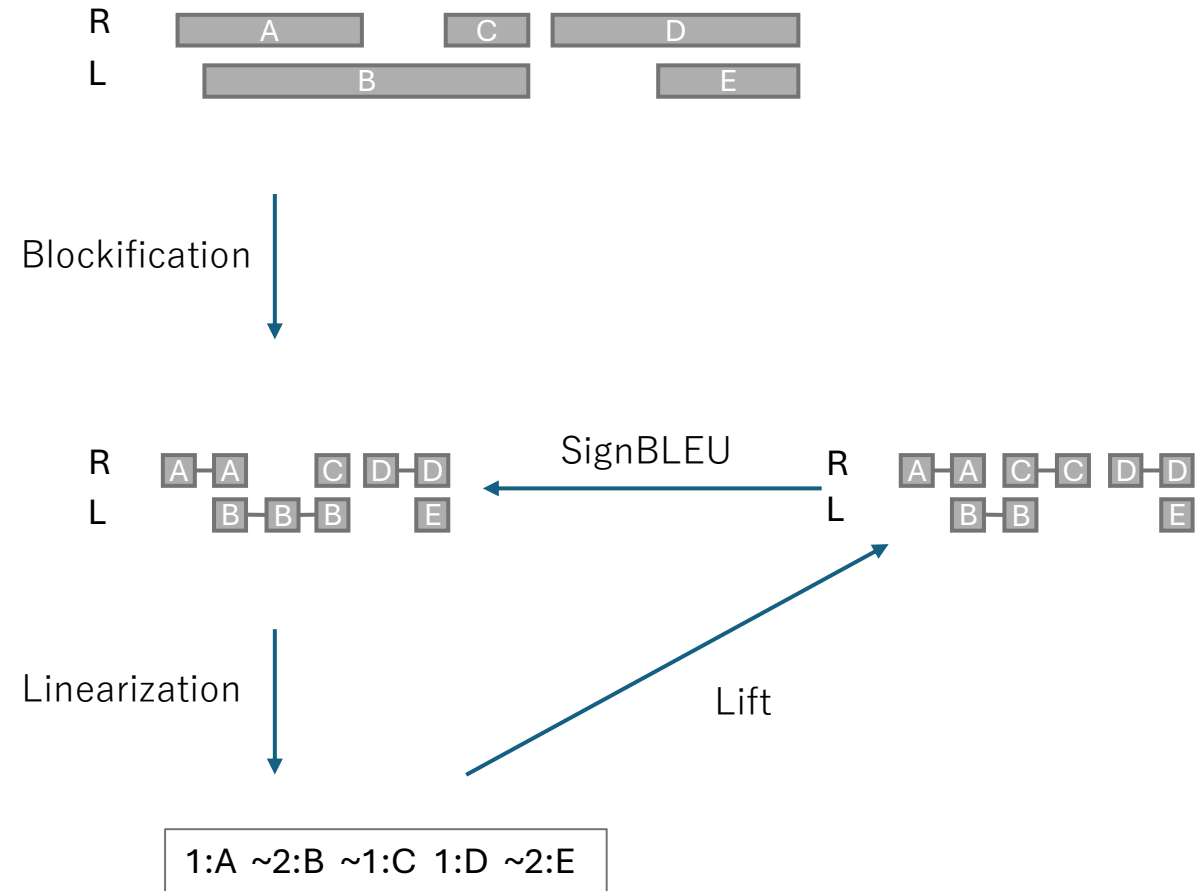 R A C D
L B E
Blockification
SignBLEU
R A A C D D
L B B B E
R A A C C D D
L B B E
Linearization
Lift
1:A ~2:B ~1:C 1:D ~2:E